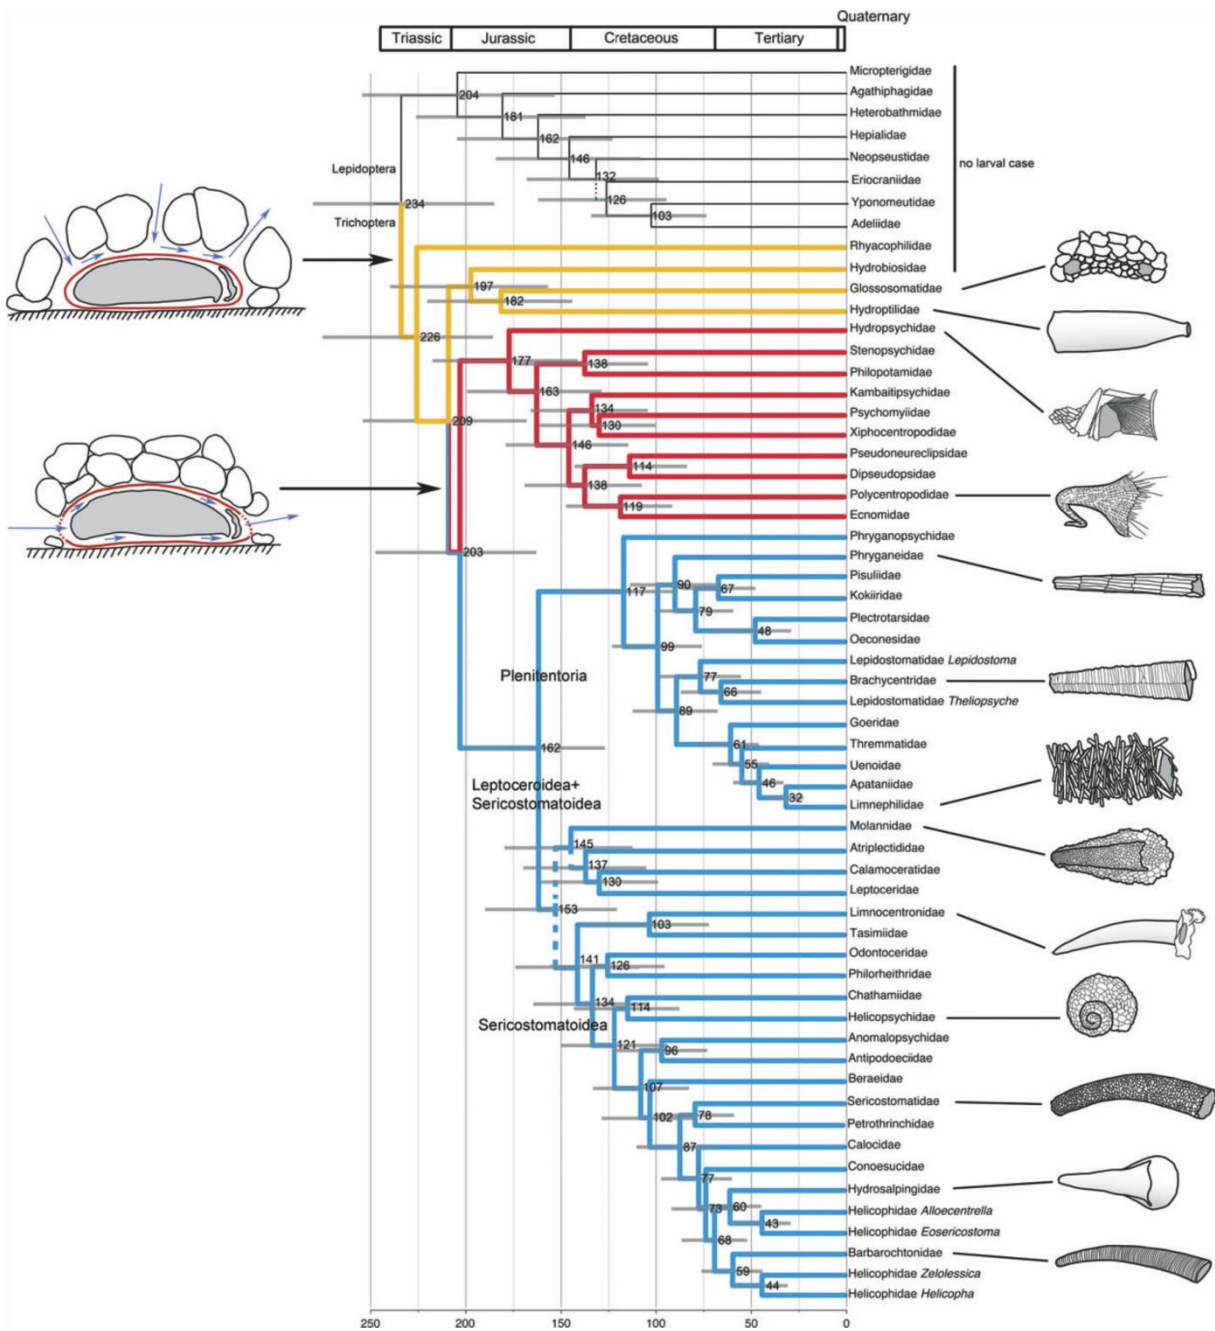 Quaternary
Triassic Jurassic Cretaceous Tertiary
Micropterigidae
204
Agathiphagidae
181
Heterobathmidae
162
Hepialidae
146
Neopseustidae
no larval case
Lepidoptera
132
Eriocraniidae
126
Yponomeutidae
234
103
Trichoptera
Adeliidae
Rhyacophilidae
Hydrobiosidae
197
Glossosomatidae
182
Hydroptilidae
226
Hydropsychidae
177
Stenopsychidae
138
Philopotamidae
163
Kambaitipsychidae
134
Psychomyiidae
209
130
Xiphocentropodidae
146
Pseudoneureclipsidae
114
Dipseudopsidae
138
Polycentropodidae
119
Ecnomidae
Phryganopsychidae
203
Phryganeidae
90
Pisuliidae
67
117
Kokiiridae
79
Plectrotarsidae
48
Oeconesidae
99
Lepidostomatidae Lepidostoma
Plenitentoria
77
Brachycentridae
66
Lepidostomatidae Theliopsyche
89
Goeridae
61
Thremmatidae
162
55
Uenoidae
46
Apataniidae
Leptoceroidea+
32
Sericostomatoidea
Limnephilidae
Molannidae
145
Atriplectididae
137
Calamoceratidae
130
Leptoceridae
153
Limnocentronidae
103
Tasimiidae
Odontoceridae
141
126
Philorheithridae
Chathamiidae
134
114
Sericostomatoidea
Helicopsychidae
Anomalopsychidae
121
96
Antipodoeciidae
Beraeidae
107
Sericostomatidae
102
78
Petrothrinchidae
Calocidae
87
Conoesucidae
77
Hydrosalpingidae
60
73
Helicophidae Alloecentrella
43
Helicophidae Eosericostoma
68
Barbarochtonidae
59
Helicophidae Zelolessica
44
Helicophidae Helicopha
250 200 150 100 50 0